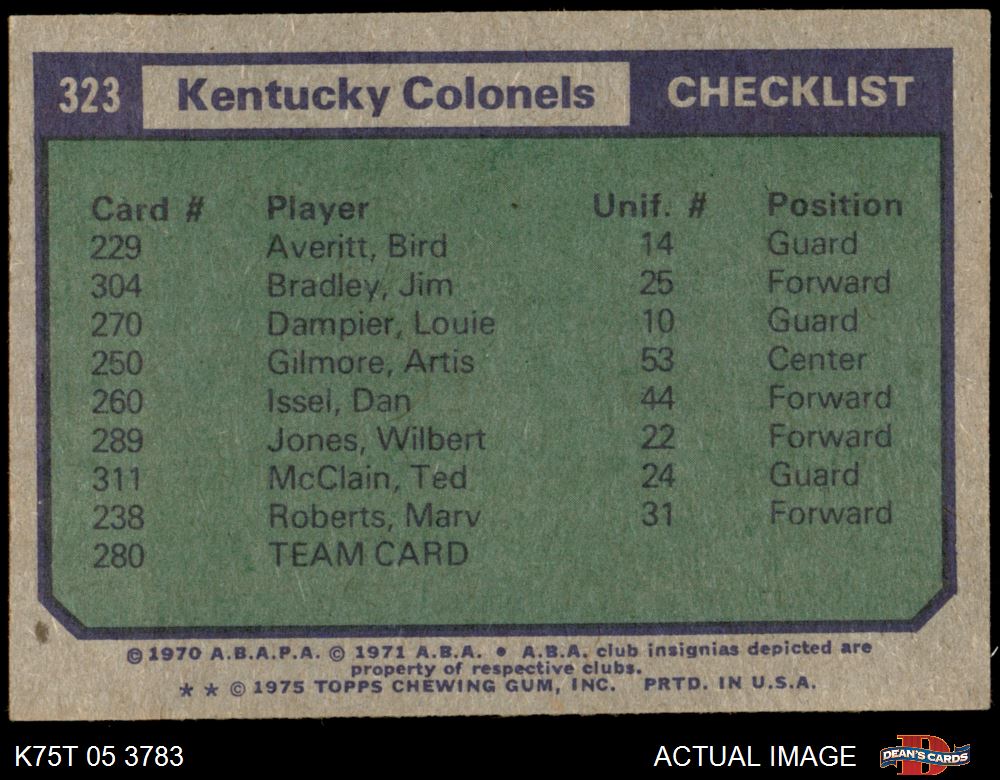 323 Kentucky Colonels CHECKLIST
Card # Player Unif. # Position
229 Averitt, Bird 14 Guard
304 Bradley, Jim 25 Forward
270 Dampier, Louie 10 Guard
250 Gilmore, Artis 53 Center
260 Issel, Dan 44 Forward
289 Jones, Wilbert 22 Forward
311 McClain, Ted 24 Guard
238 Roberts, Marv 31 Forward
280 TEAM CARD
© 1970 A.B.A.P.A. © 1971 A.B.A. • A.B.A. club insignias depicted are
property of respective clubs.
★ ★ © 1975 TOPPS CHEWING GUM, INC. PRTD. IN U.S.A.
K75T 05 3783 ACTUAL IMAGE D DEAN'S CARDS